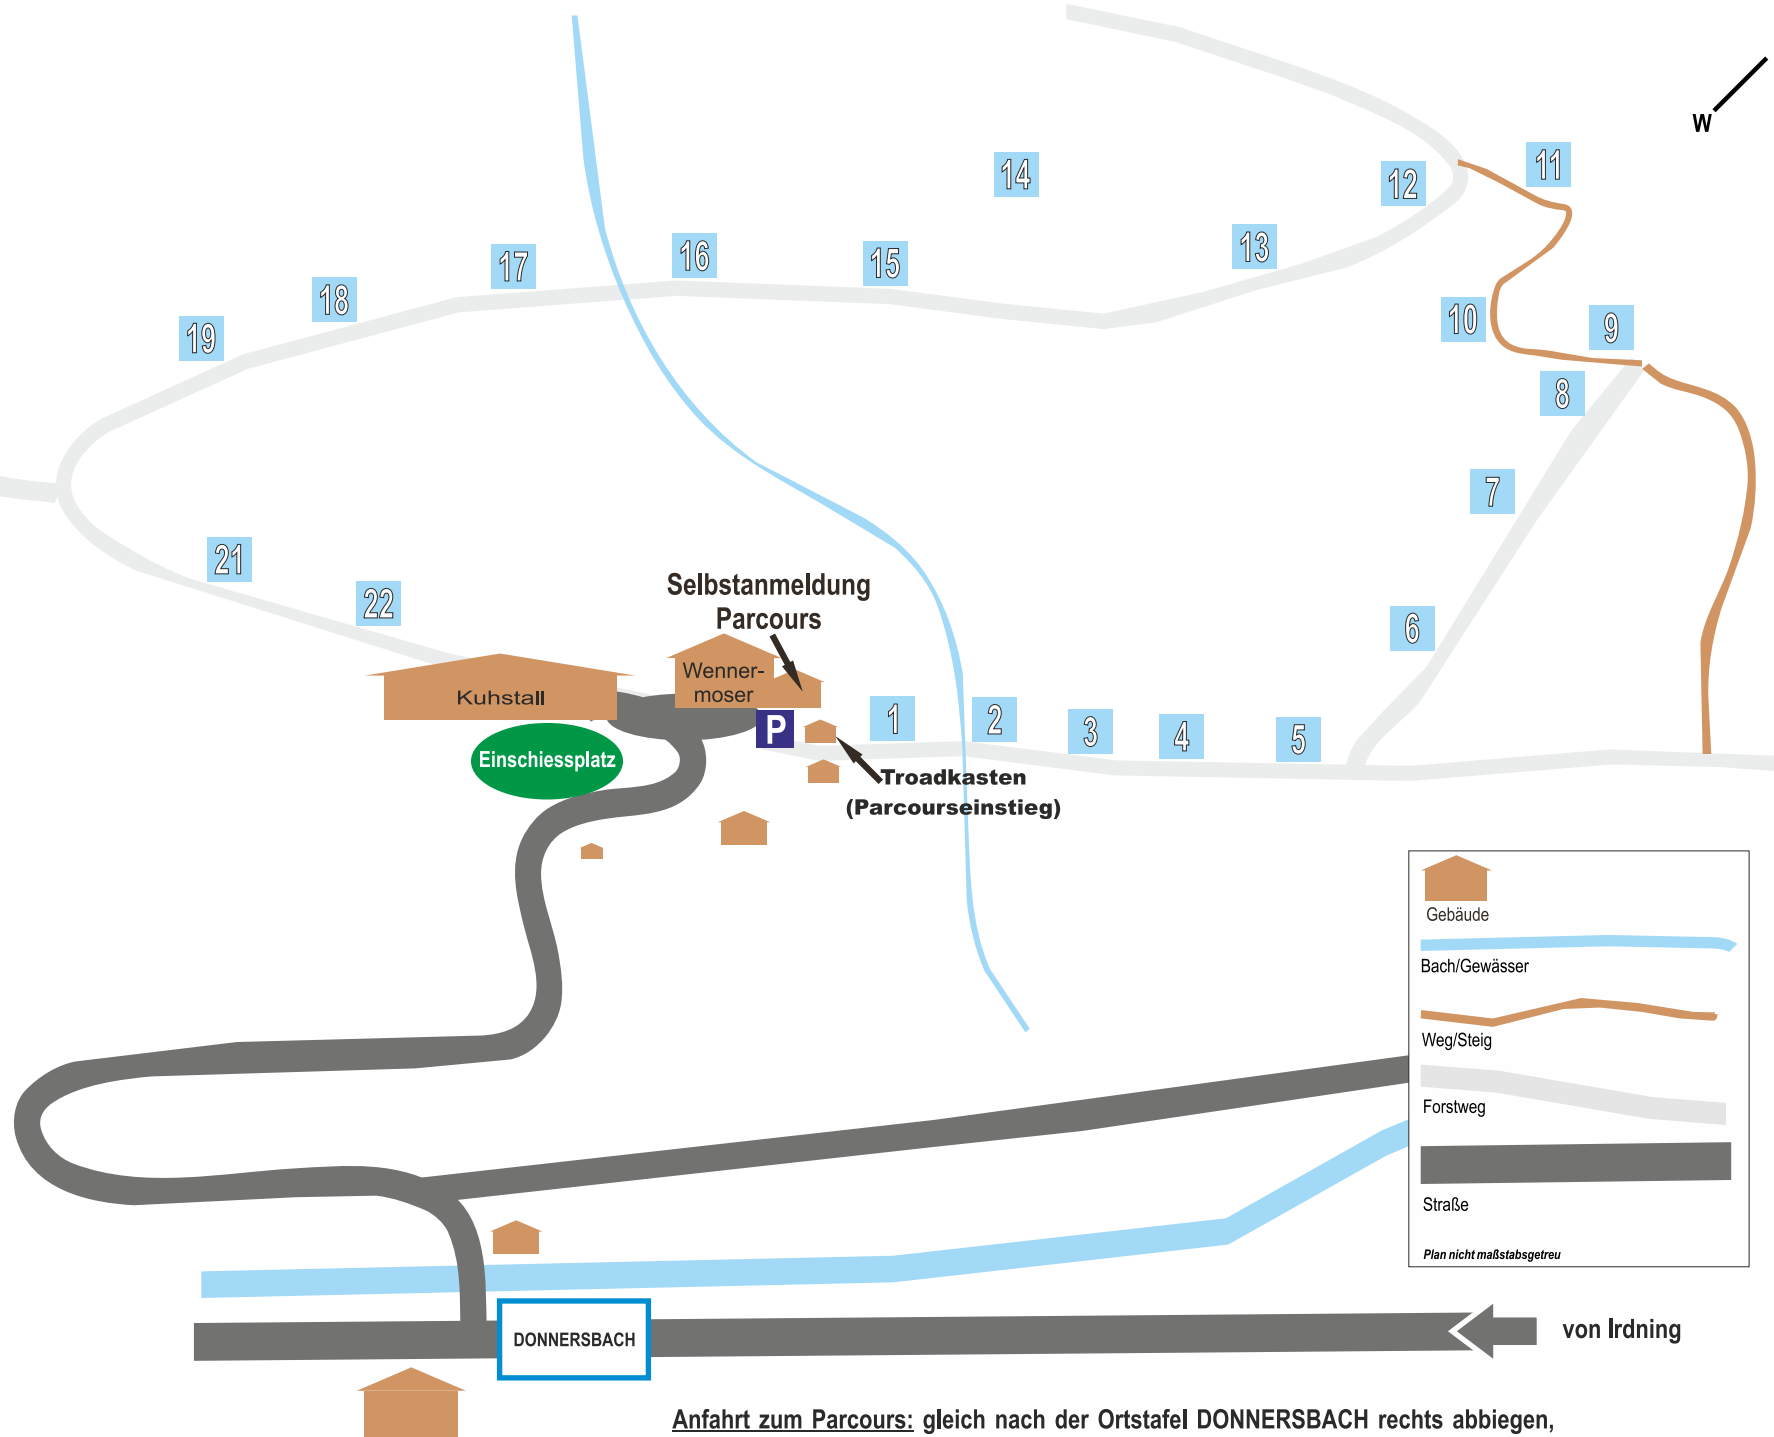 W
11
14
12
13
15
16
17
18
19
10
9
8
7
6
21
22
Selbstanmeldung
Parcours
Wenner-
moser
Kuhstall
P
1
2
3
4
5
Einschiessplatz
Troadkasten
(Parcourseinstieg)
Gebäude
Bach/Gewässer
Weg/Steig
Forstweg
Straße
Plan nicht maßstabsgetreu
DONNERSBACH
von Irdning
Anfahrt zum Parcours: gleich nach der Ortstafel DONNERSBACH rechts abbiegen,